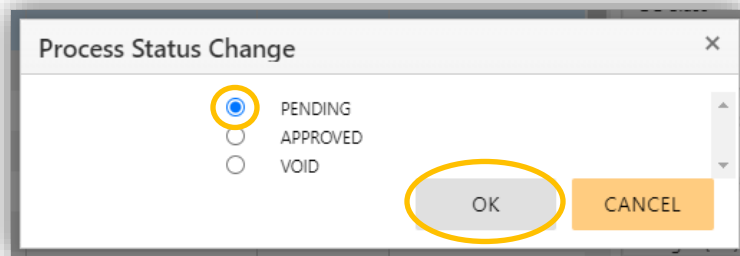 Process Status Change
PENDING
APPROVED
VOID
OK
CANCEL